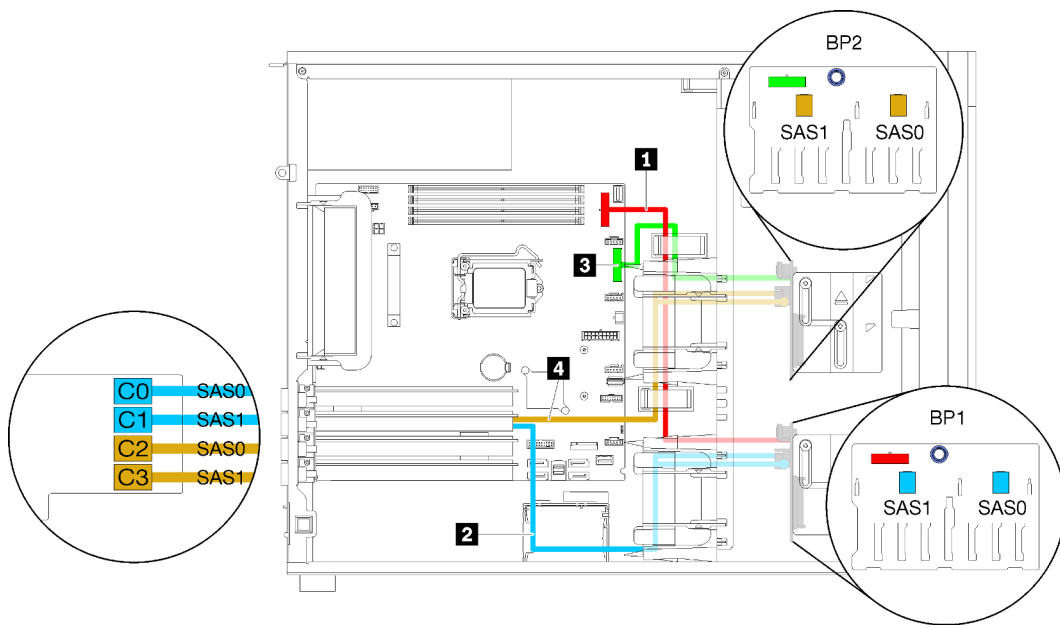 BP2
SAS1 SAS0
1
3
4
C0 SAS0
C1 SAS1
C2 SAS0
C3 SAS1
2
BP1
SAS1 SAS0